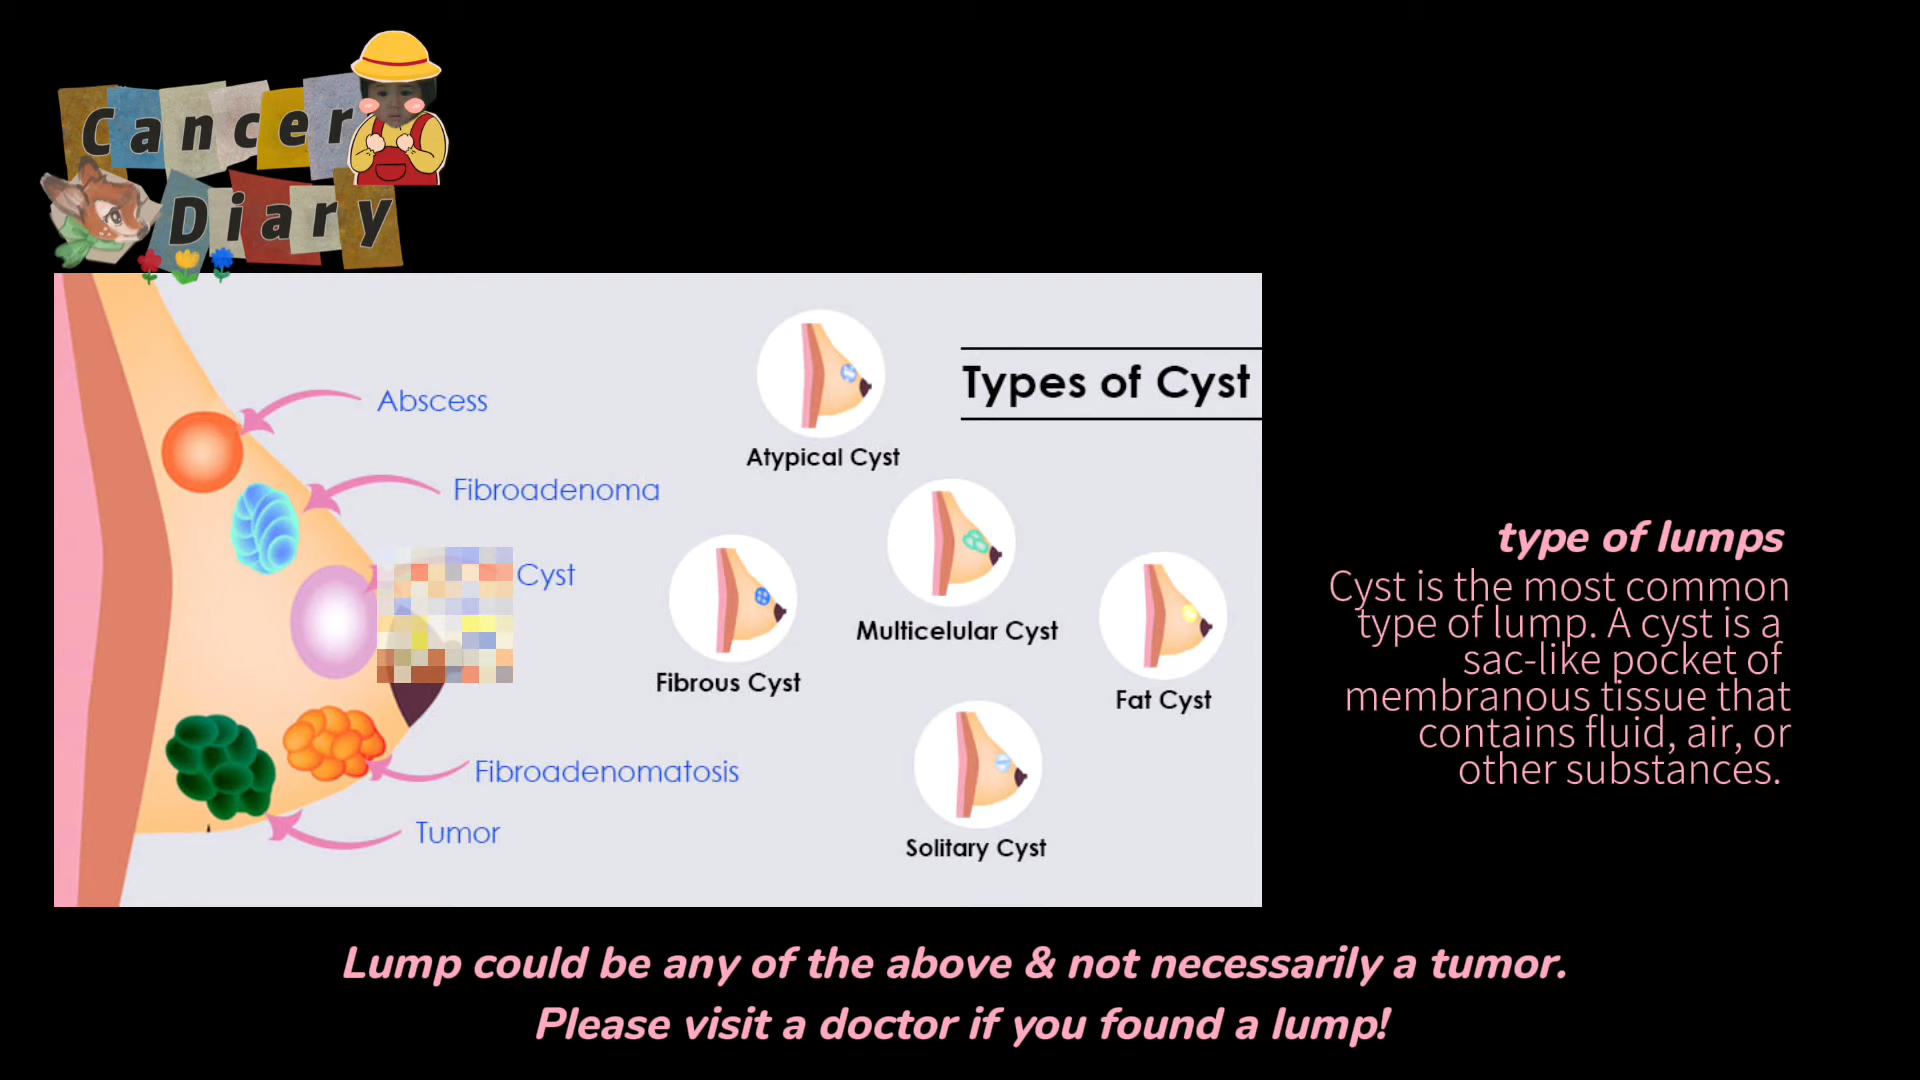 Cancer
Diary
Types of Cyst
Abscess
Atypical Cyst
Fibroadenoma
Cyst
Multicelular Cyst
Fibrous Cyst
Fat Cyst
Fibroadenomatosis
Tumor
Solitary Cyst
type of lumps
Cyst is the most common
type of lump. A cyst is a
sac-like pocket of
membranous tissue that
contains fluid, air, or
other substances.
Lump could be any of the above & not necessarily a tumor.
Please visit a doctor if you found a lump!